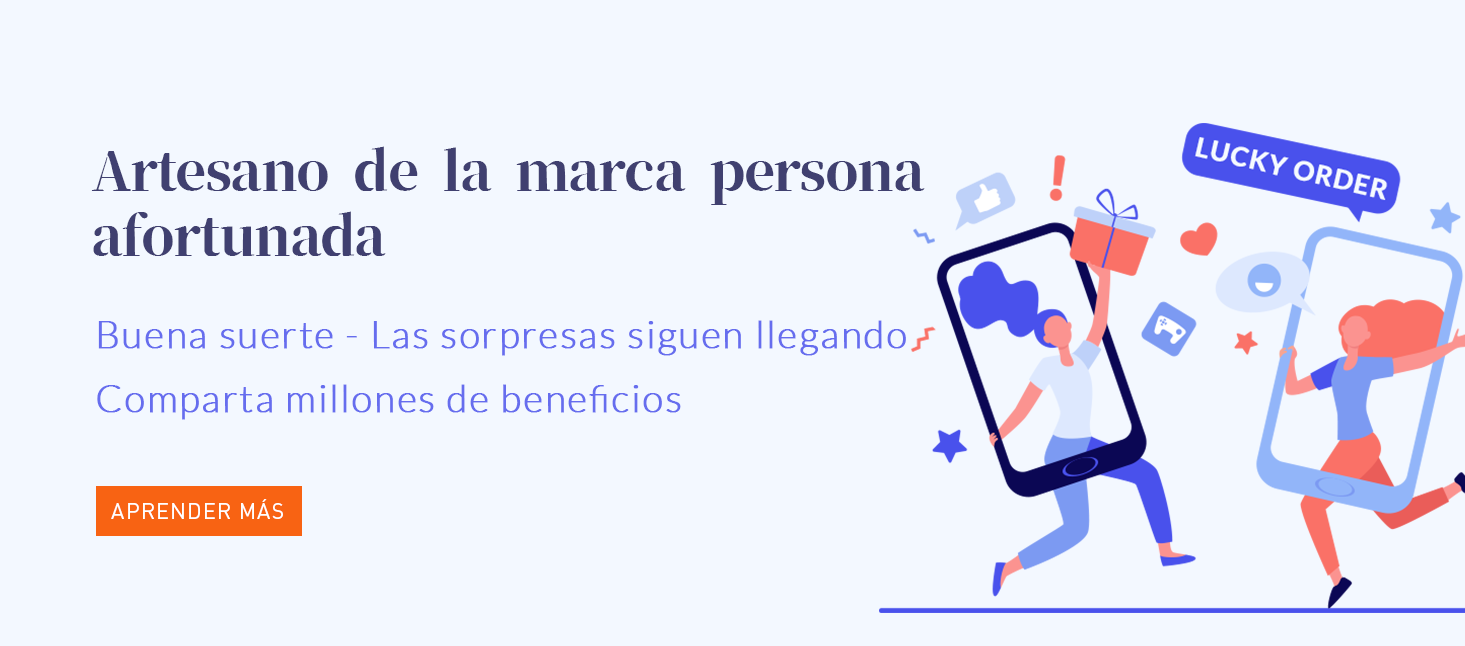 Artesano de la marca persona
afortunada
LUCKY ORDER
Buena suerte - Las sorpresas siguen llegando
Comparta millones de beneficios
APRENDER MÁS